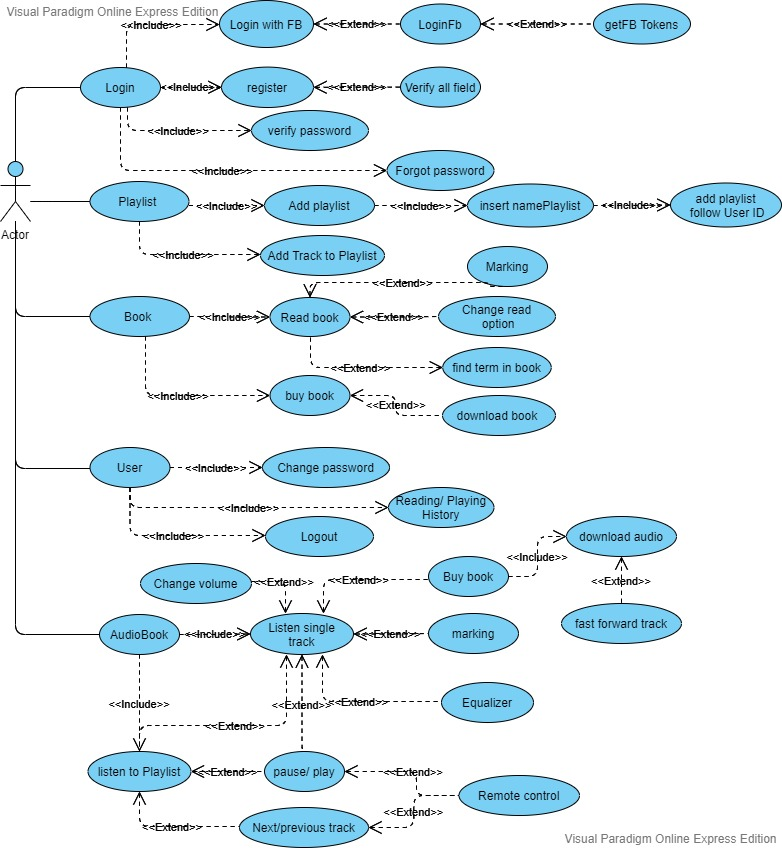 Visual Paradigm Online Express Edition
<<Include>>
Login with FB
<<Extend>>
LoginFb
<<Extend>>
getFB Tokens
Login
<<Include>>
register
<<Extend>>
Verify all field
<<Include>>
verify password
<<Include>>
Forgot password
Actor
Playlist
<<Include>>
Add playlist
<<Include>>
insert namePlaylist
<<Include>>
add playlist
follow User ID
<<Include>>
Add Track to Playlist
Marking
<<Extend>>
Book
<<Include>>
Read book
<<Extend>>
Change read
option
<<Extend>>
find term in book
<<Include>>
buy book
<<Extend>>
download book
User
<<Include>>
Change password
<<Include>>
Reading/ Playing
History
<<Include>>
Logout
download audio
<<Include>>
Change volume
<<Extend>>
<<Extend>>
Buy book
<<Extend>>
fast forward track
AudioBook
<<Include>>
Listen single
track
<<Extend>>
marking
<<Include>>
<<Extend>>
<<Extend>>
Equalizer
<<Extend>>
listen to Playlist
<<Extend>>
pause/ play
<<Extend>>
Remote control
<<Extend>>
<<Extend>>
Next/previous track
Visual Paradigm Online Express Edition